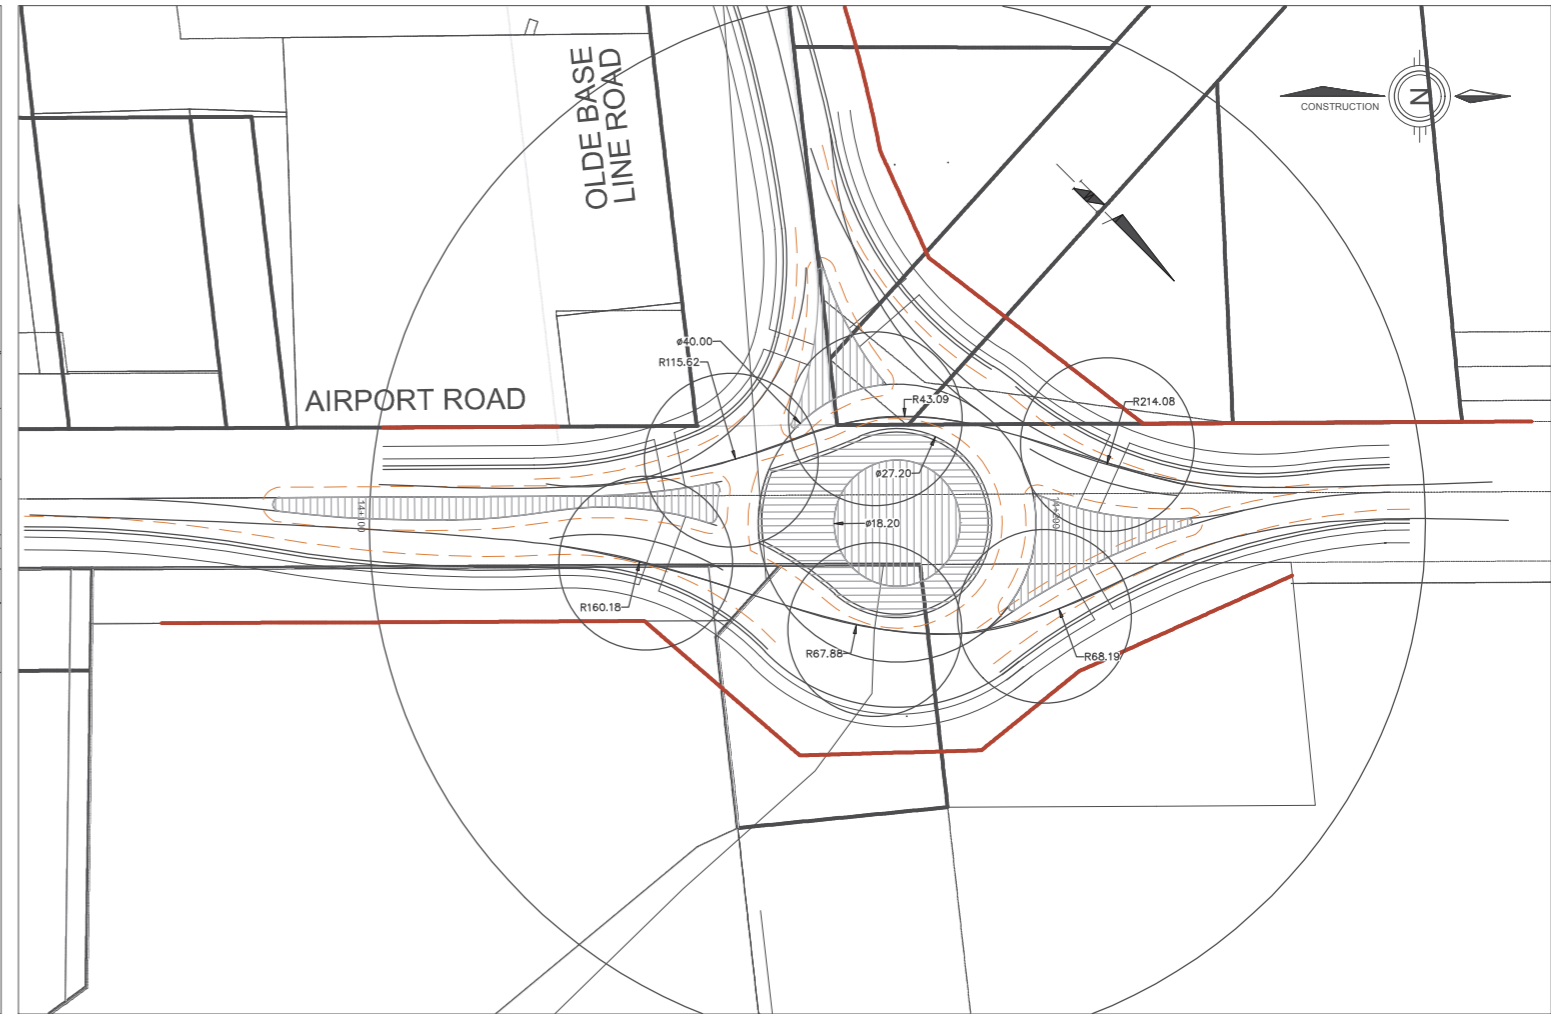 OLDE BASE
LINE ROAD
CONSTRUCTION
N
ø40.00
R115.62
AIRPORT ROAD
R43.09
R214.08
ø27.20
ø18.20
R160.18
R67.88
R68.19